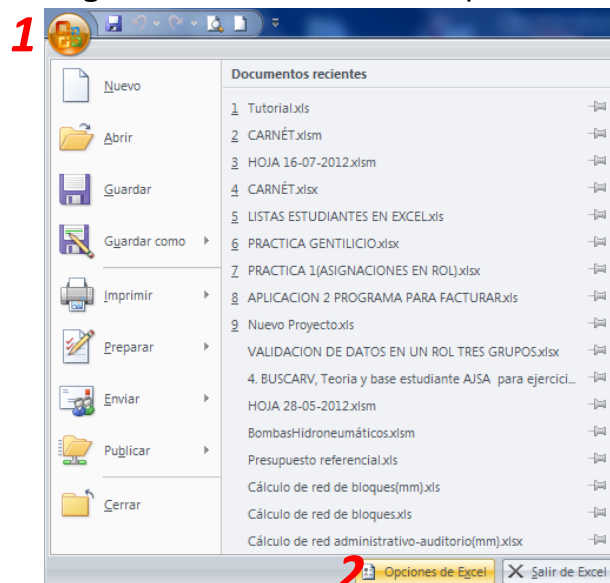 1
Nuevo
Abrir
Guardar
Guardar como
Imprimir
Preparar
Enviar
Publicar
Cerrar
Documentos recientes
1 Tutorial.xls
2 CARNÉT.xlsm
3 HOJA 16-07-2012.xlsm
4 CARNÉT.xlsx
5 LISTAS ESTUDIANTES EN EXCEL.xls
6 PRACTICA GENTILICIO.xlsx
7 PRACTICA 1(ASIGNACIONES EN ROL).xlsx
8 APLICACION 2 PROGRAMA PARA FACTURAR.xls
9 Nuevo Proyecto.xls
VALIDACION DE DATOS EN UN ROL TRES GRUPOS.xlsx
4. BUSCARV, Teoría y base estudiante AJSA para ejercici...
HOJA 28-05-2012.xlsm
BombasHidroneumáticos.xlsm
Presupuesto referencial.xls
Cálculo de red de bloques(mm).xls
Cálculo de red de bloques.xls
Cálculo de red administrativo-auditorio(mm).xlsx
2 Opciones de Excel
Salir de Excel